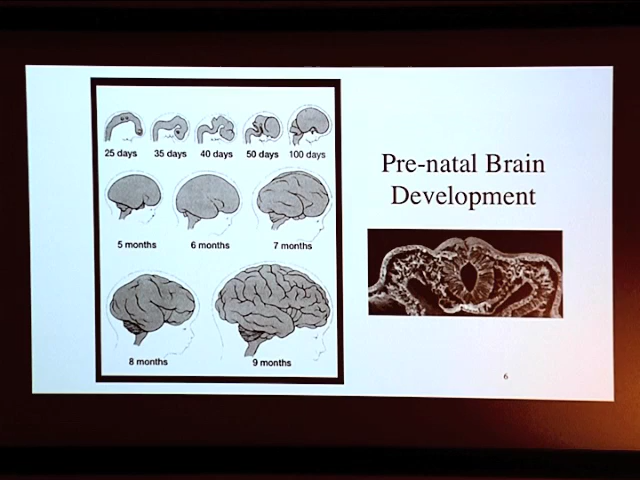 25 days 35 days 40 days 50 days 100 days
5 months 6 months 7 months
8 months 9 months
Pre-natal Brain
Development
6